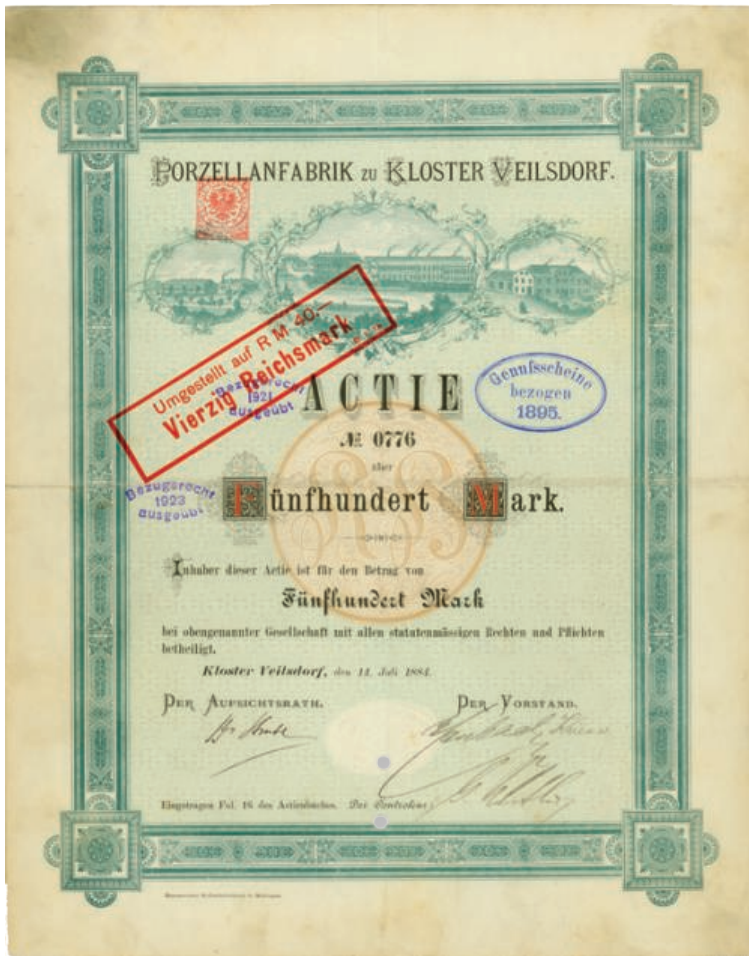 PORZELLANFABRIK ZU KLOSTER VEILSDORF.
Umgestellt auf R M 40.—
Vierzig Reichsmark
Bezugsrecht
1921
ausgeübt
ACTIE
Genußscheine
bezogen
1895.
№ 0776
über
Bezugsrecht
1923
ausgeübt
Fünfhundert Mark.
Inhaber dieser Actie ist für den Betrag von
Fünfhundert Mark
bei obengenannter Gesellschaft mit allen statutenmässigen Rechten und Pflichten
betheiligt.
Kloster Veilsdorf, den 14. Juli 1884.
DER AUFSICHTSRATH.
DER VORSTAND.
Eingetragen Fol. 16 des Actienbuches. Der Controleur